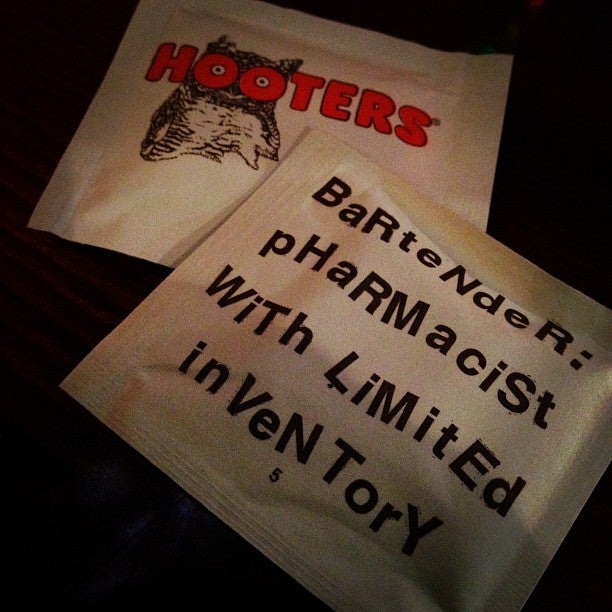 HOOTERS®
BaRteNdeR:
pHaRMaciSt
WiTh LiMitEd
inVeNTorY
5